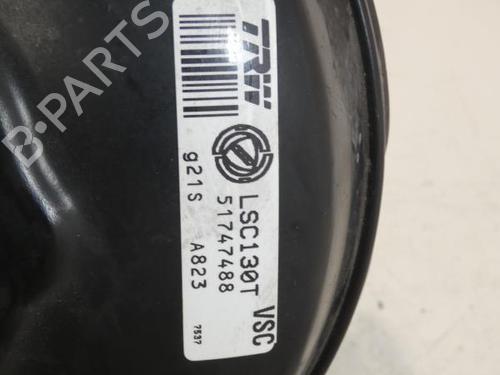 TRW
LSC130T VSC
51747488
921S A823
7537
B-PARTS